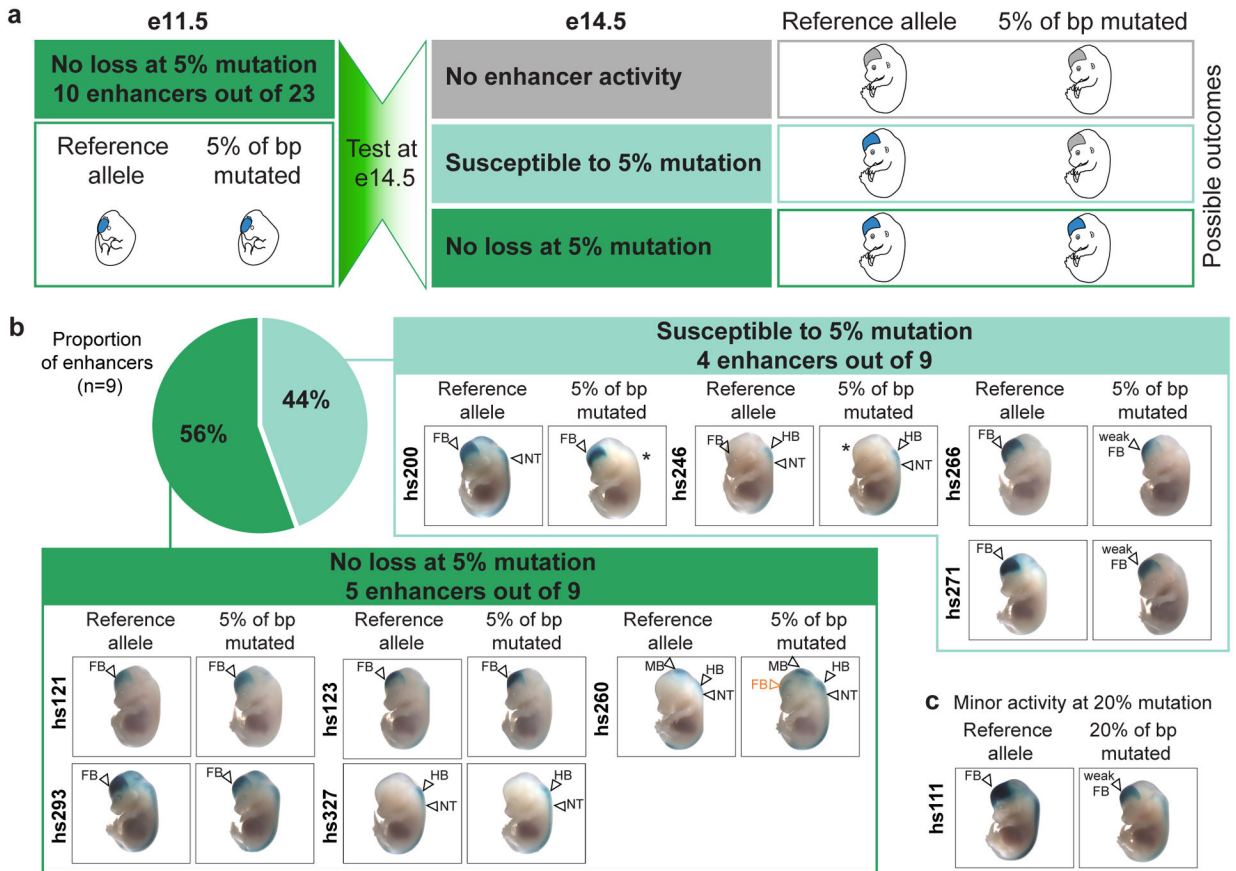 a
e11.5
No loss at 5% mutation
10 enhancers out of 23
Reference
allele
5% of bp
mutated
Test at
e14.5
e14.5
Reference allele
5% of bp mutated
No enhancer activity
Susceptible to 5% mutation
No loss at 5% mutation
Possible outcomes
b
Proportion
of enhancers
(n=9)
56%
44%
Susceptible to 5% mutation
4 enhancers out of 9
Reference
allele
5% of bp
mutated
Reference
allele
5% of bp
mutated
Reference
allele
5% of bp
mutated
hs200
FB
NT
FB
*
hs246
FB
HB
NT
*
HB
NT
hs266
FB
weak
FB
hs271
FB
weak
FB
No loss at 5% mutation
5 enhancers out of 9
Reference
allele
5% of bp
mutated
Reference
allele
5% of bp
mutated
Reference
allele
5% of bp
mutated
hs121
FB
FB
hs123
FB
FB
hs260
MB
HB
NT
MB
FB
HB
NT
hs293
FB
FB
hs327
HB
NT
HB
NT
c
Minor activity at 20% mutation
Reference
allele
20% of bp
mutated
hs111
FB
weak
FB